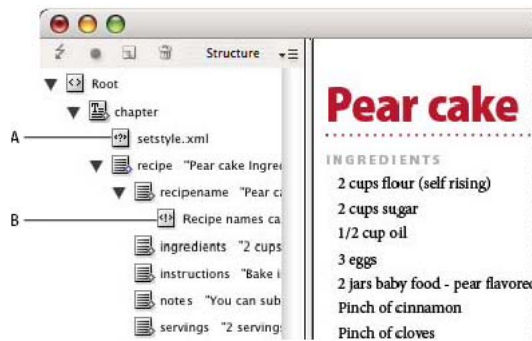 Structure
Root
chapter
A
setstyle.xml
recipe "Pear cake Ingre
recipename "Pear ca
B
Recipe names ca
ingredients "2 cups
instructions "Bake i
notes "You can sub
servings "2 serving
Pear cake
INGREDIENTS
2 cups flour (self rising)
2 cups sugar
1/2 cup oil
3 eggs
2 jars baby food - pear flavored
Pinch of cinnamon
Pinch of cloves